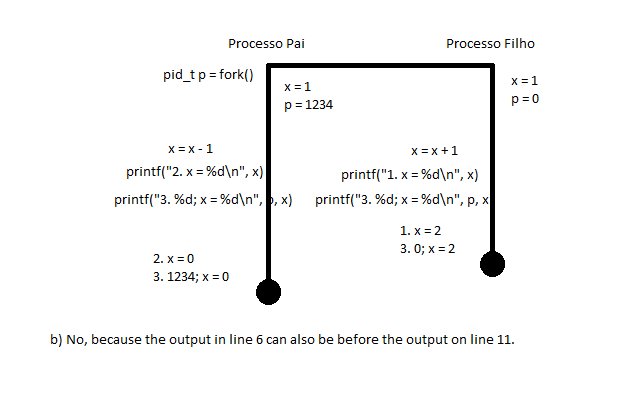 Processo Pai
Processo Filho
pid_t p = fork()
x = 1
p = 1234
x = 1
p = 0
x = x - 1
printf("2. x = %d\n", x)
printf("3. %d; x = %d\n", p, x)
x = x + 1
printf("1. x = %d\n", x)
printf("3. %d; x = %d\n", p, x
1. x = 2
3. 0; x = 2
2. x = 0
3. 1234; x = 0
b) No, because the output in line 6 can also be before the output on line 11.